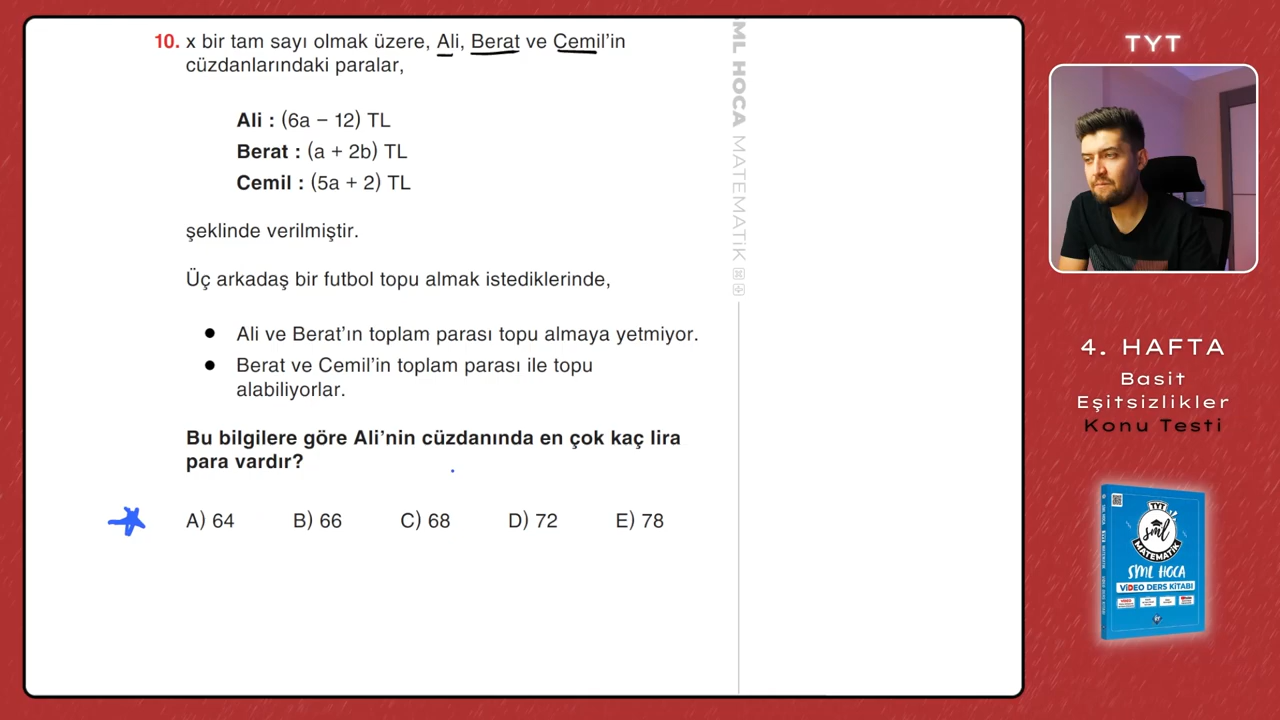 10. x bir tam sayı olmak üzere, Ali, Berat ve Cemil'in
cüzdanlarındaki paralar,
Ali : (6a − 12) TL
Berat : (a + 2b) TL
Cemil : (5a + 2) TL
şeklinde verilmiştir.
Üç arkadaş bir futbol topu almak istediklerinde,
● Ali ve Berat'ın toplam parası topu almaya yetmiyor.
● Berat ve Cemil'in toplam parası ile topu
alabiliyorlar.
Bu bilgilere göre Ali'nin cüzdanında en çok kaç lira
para vardır?
A) 64 B) 66 C) 68 D) 72 E) 78
ML HOCA MATEMATİK
TYT
4. HAFTA
Basit
Eşitsizlikler
Konu Testi
TYT
sml
MATEMATİK
SML HOCA
VİDEO DERS KİTABI